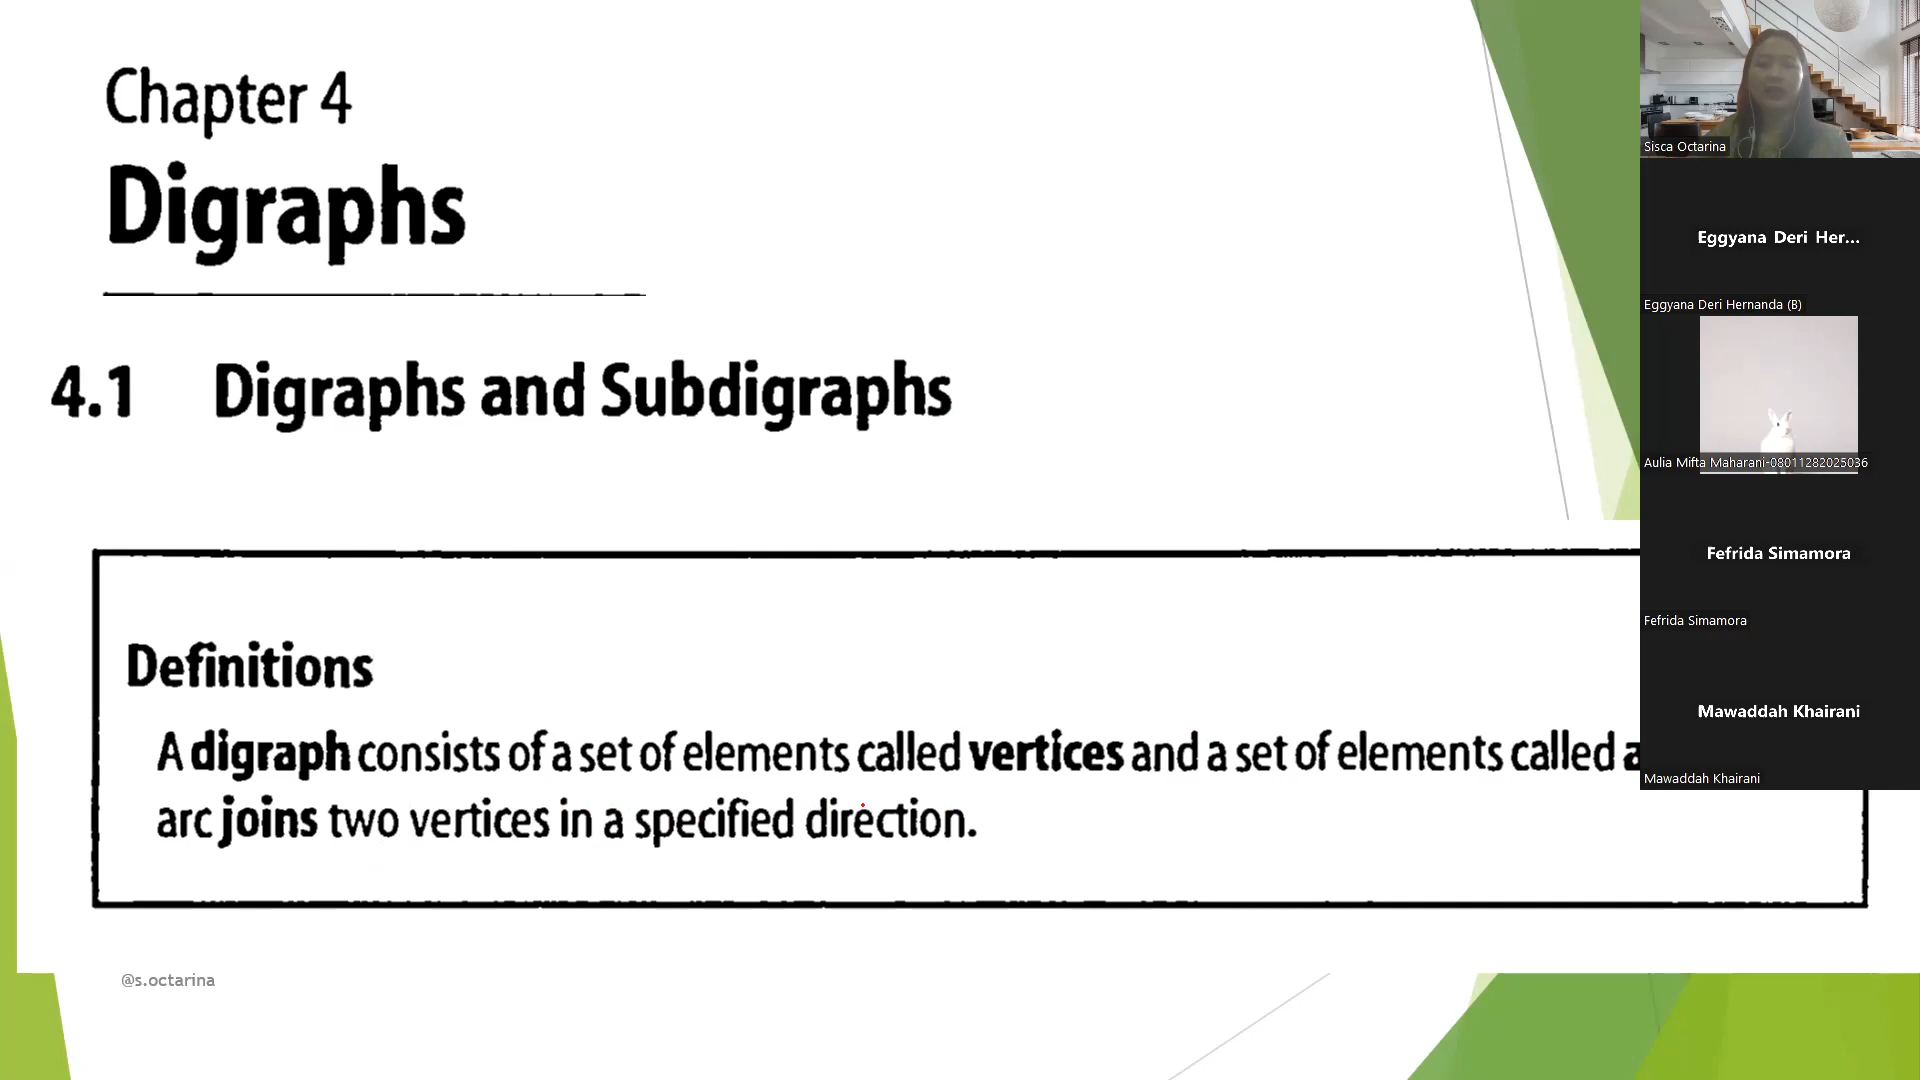 Chapter 4
Digraphs
4.1 Digraphs and Subdigraphs
Definitions
A digraph consists of a set of elements called vertices and a set of elements called
arc joins two vertices in a specified direction.
@s.octarina
Sisca Octarina
Eggyana Deri Her...
Eggyana Deri Hernanda (B)
Aulia Mifta Maharani-08011282025036
Fefrida Simamora
Fefrida Simamora
Mawaddah Khairani
Mawaddah Khairani